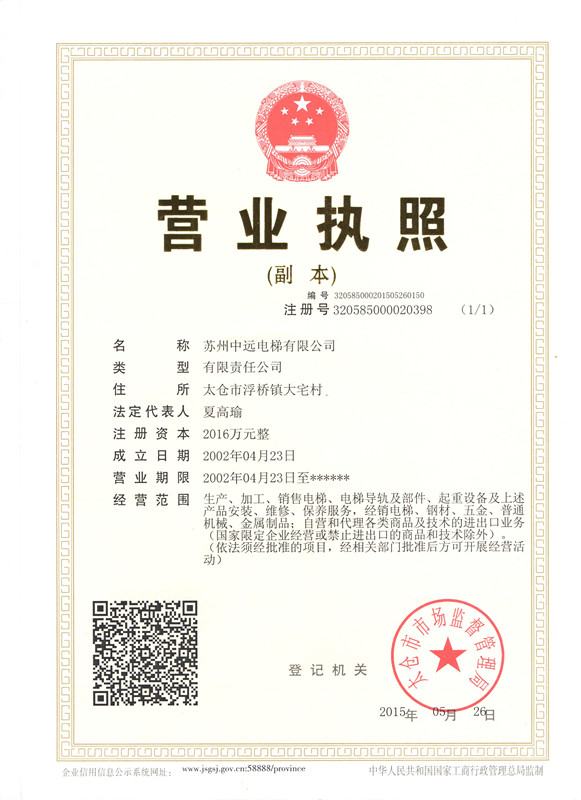 营业执照
(副 本)
编 号 320585000201505260150
注 册 号 320585000020398 (1/1)
名 称 苏州中远电梯有限公司
类 型 有限责任公司
住 所 太仓市浮桥镇大宅村
法定代表人 夏高瑜
注 册 资 本 2016万元整
成 立 日 期 2002年04月23日
营 业 期 限 2002年04月23日至******
经 营 范 围 生产、加工、销售电梯、电梯导轨及部件、起重设备及上述
产品安装、维修、保养服务，经销电梯、钢材、五金、普通
机械、金属制品；自营和代理各类商品及技术的进出口业务
（国家限定企业经营或禁止进出口的商品和技术除外）。
（依法须经批准的项目，经相关部门批准后方可开展经营活
动）
太仓市市场监督管理局
登 记 机 关
2015年 05月 26日
企业信用信息公示系统网址： www.jsgsj.gov.cn:58888/province 中华人民共和国国家工商行政管理总局监制